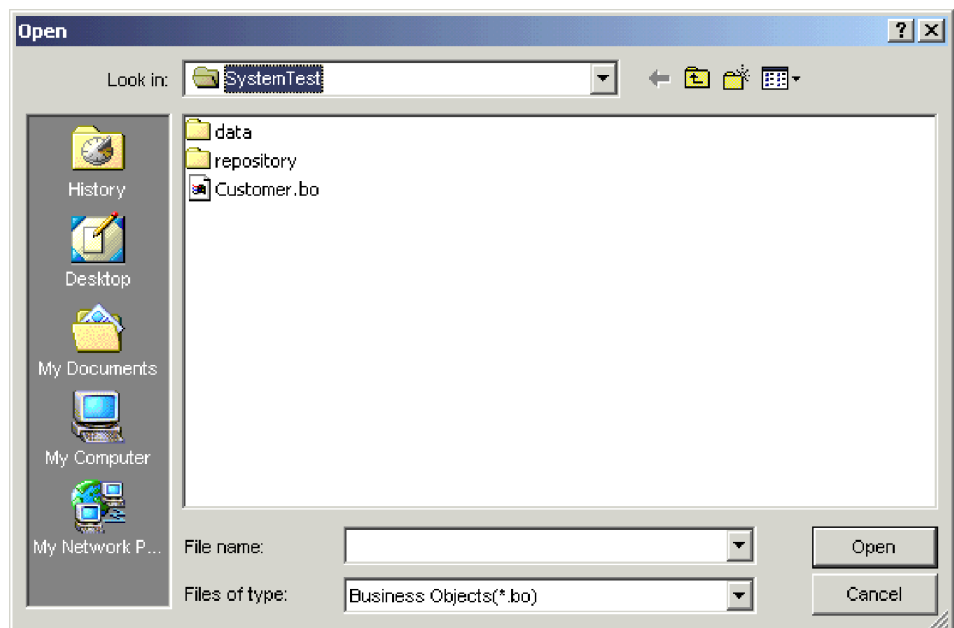 Open
Look in: SystemTest
History
Desktop
My Documents
My Computer
My Network P...
data
repository
Customer.bo
File name:
Open
Files of type: Business Objects(*.bo)
Cancel